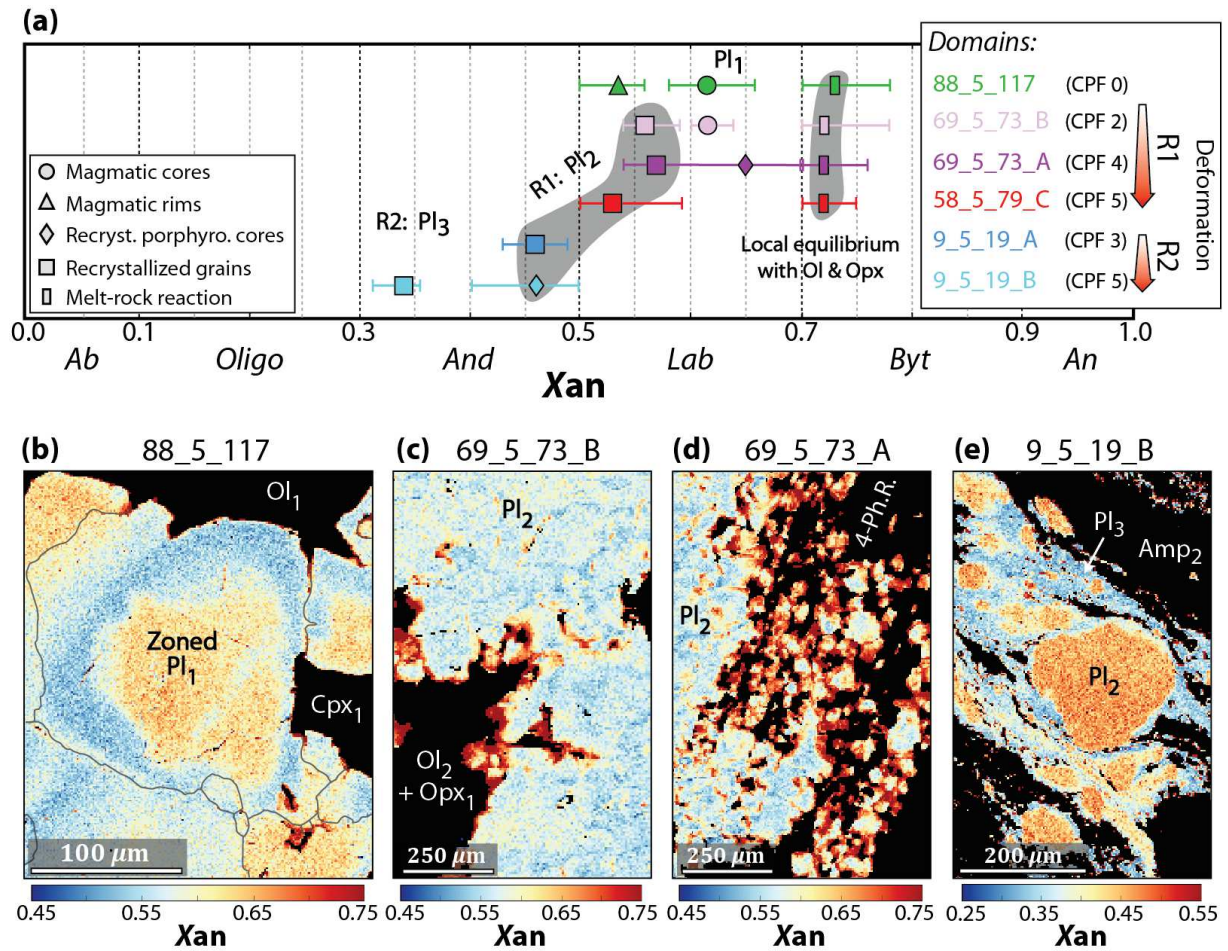 (a)
Domains:
88_5_117 (CPF 0)
69_5_73_B (CPF 2)
69_5_73_A (CPF 4)
58_5_79_C (CPF 5)
9_5_19_A (CPF 3)
9_5_19_B (CPF 5)
R1
R2
Deformation
Pl1
R1: Pl2
R2: Pl3
Local equilibrium
with Ol & Opx
Magmatic cores
Magmatic rims
Recryst. porphyro. cores
Recrystallized grains
Melt-rock reaction
0.0 0.1 0.3 0.5 0.7 0.9 1.0
Ab Oligo And Lab Byt An
Xan
(b) 88_5_117
Ol1
Zoned
Pl1
Cpx1
100 μm
0.45 0.55 0.65 0.75
Xan
(c) 69_5_73_B
Pl2
Ol2
+ Opx1
250 μm
0.45 0.55 0.65 0.75
Xan
(d) 69_5_73_A
4-Ph.R.
Pl2
250 μm
0.45 0.55 0.65 0.75
Xan
(e) 9_5_19_B
Pl3
Amp2
Pl2
200 μm
0.25 0.35 0.45 0.55
Xan